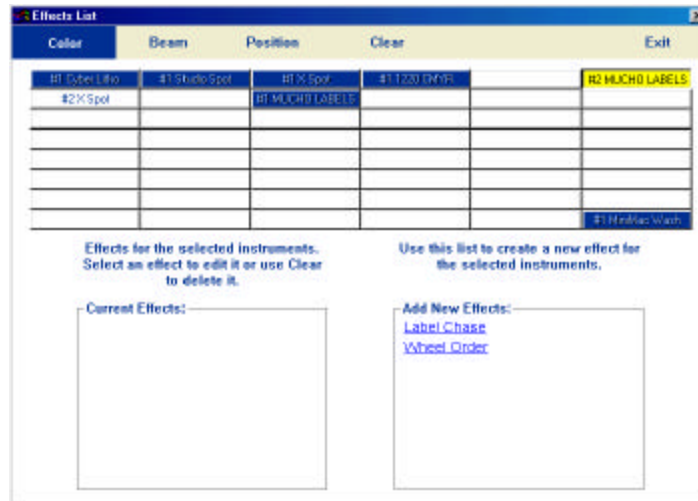 Effects List
Color Beam Position Clear Exit
#1 Cyber Litho #1 Studio Spot #1 X Spot #1 1220 CMYR #2 MUCHO LABELS
#2 X Spot #1 MUCHO LABELS
#1 MiniMac Wash
Effects for the selected instruments.
Select an effect to edit it or use Clear
to delete it.
Use this list to create a new effect for
the selected instruments.
Current Effects:
Add New Effects:
Label Chase
Wheel Order